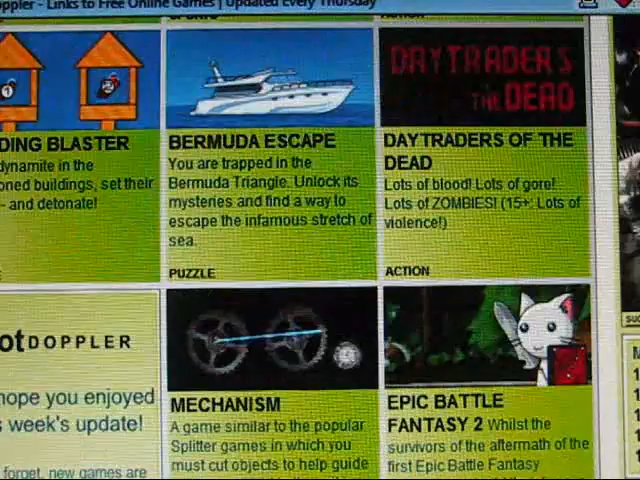 oppler - Links to Free Online Games | Updated Every Thursday
SPORTS
ACTION
DAYTRADERS
THE DEAD
DING BLASTER
dynamite in the
oned buildings, set their
- and detonate!
BERMUDA ESCAPE
You are trapped in the
Bermuda Triangle. Unlock its
mysteries and find a way to
escape the infamous stretch of
sea.
PUZZLE
DAYTRADERS OF THE
DEAD
Lots of blood! Lots of gore!
Lots of ZOMBIES! (15+: Lots of
violence!)
ACTION
ot DOPPLER
hope you enjoyed
s week's update!
forget, new games are
MECHANISM
A game similar to the popular
Splitter games in which you
must cut objects to help guide
EPIC BATTLE
FANTASY 2 Whilst the
survivors of the aftermath of the
first Epic Battle Fantasy